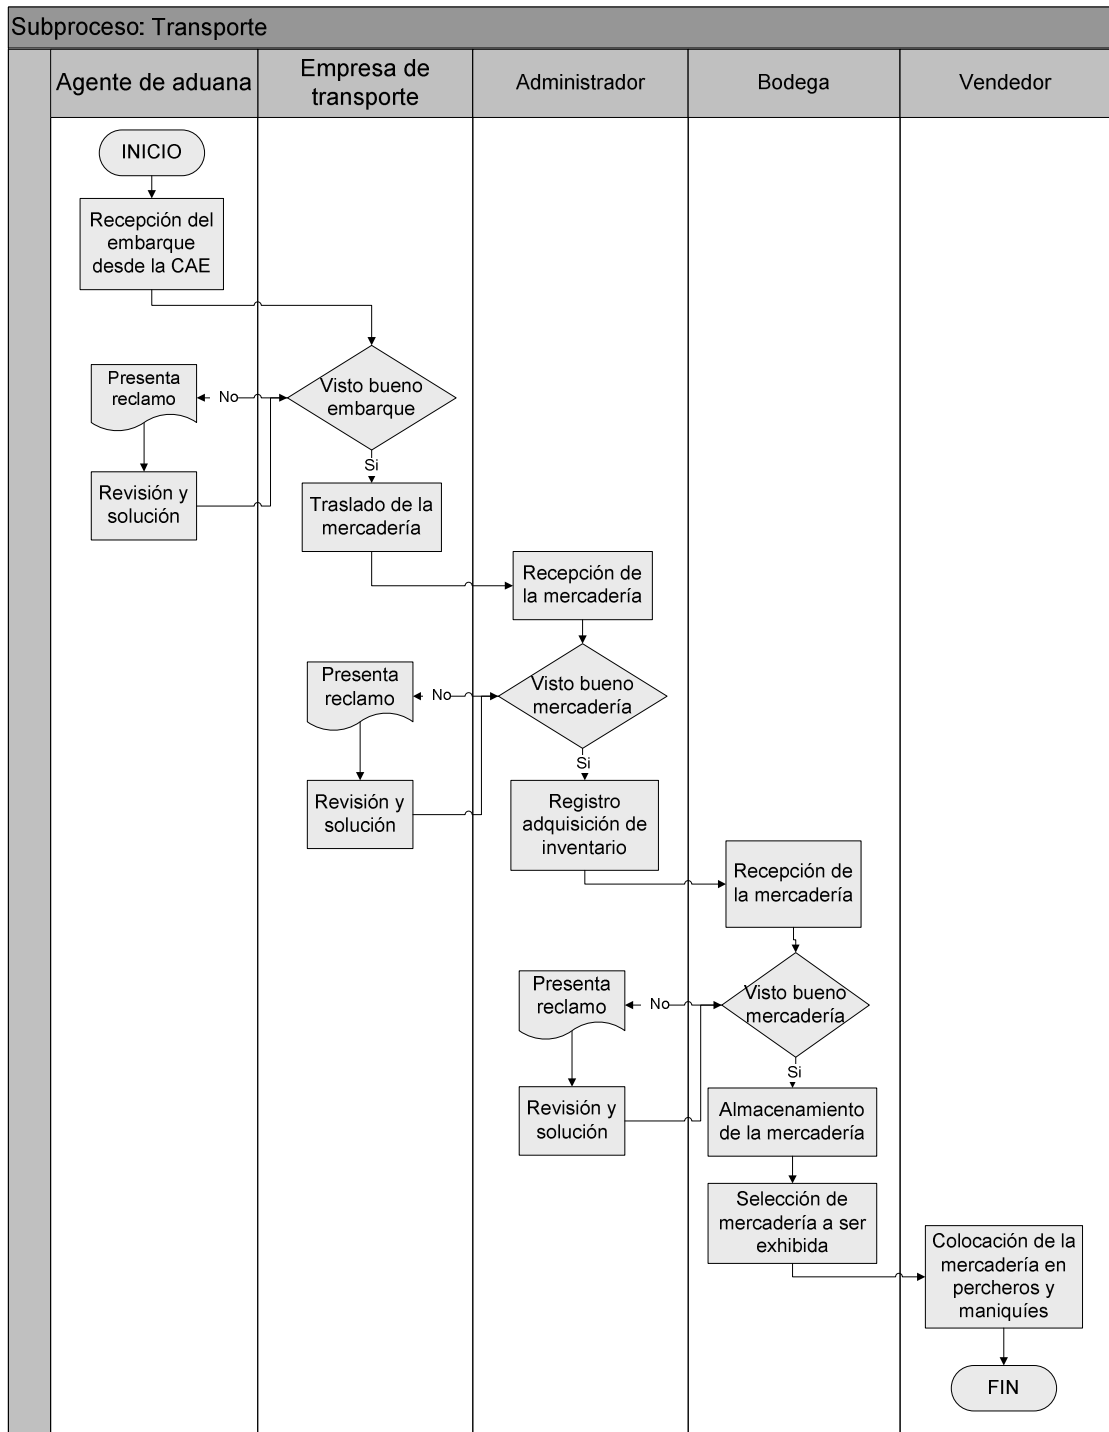 Subproceso: Transporte
Agente de aduana
Empresa de
transporte
Administrador
Bodega
Vendedor
INICIO
Recepción del
embarque
desde la CAE
Visto bueno
embarque
No
Presenta
reclamo
Revisión y
solución
Si
Traslado de la
mercadería
Recepción de
la mercadería
Visto bueno
mercadería
No
Presenta
reclamo
Revisión y
solución
Si
Registro
adquisición de
inventario
Recepción de
la mercadería
Visto bueno
mercadería
No
Presenta
reclamo
Revisión y
solución
Si
Almacenamiento
de la mercadería
Selección de
mercadería a ser
exhibida
Colocación de la
mercadería en
percheros y
maniquíes
FIN